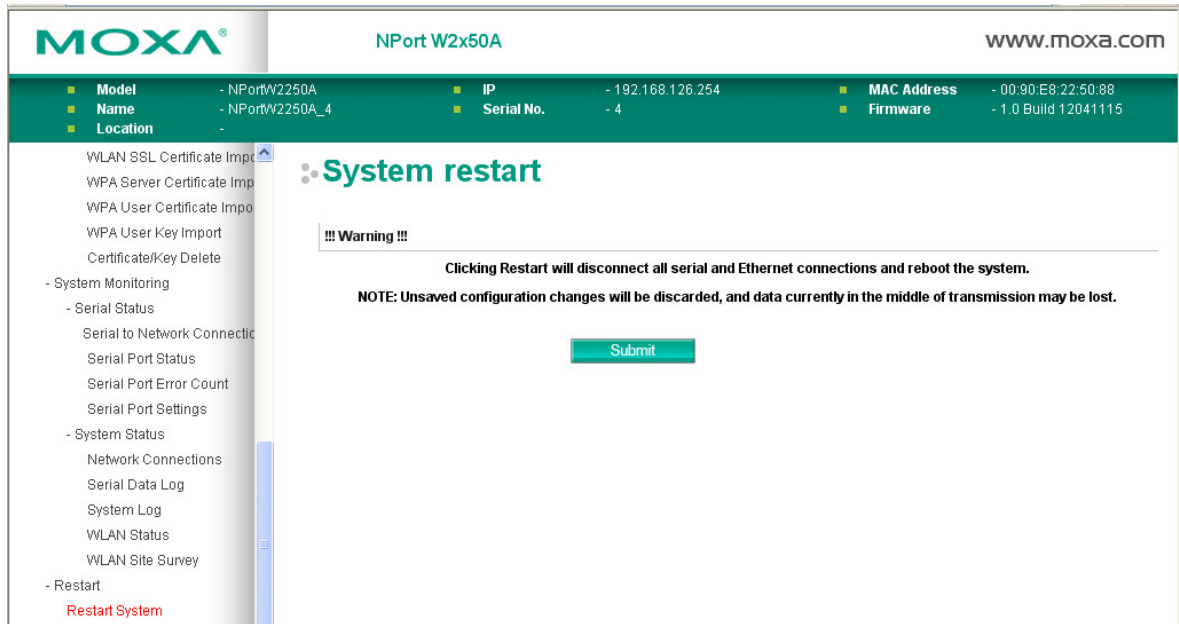 MOXA®
NPort W2x50A
www.moxa.com
Model - NPortW2250A
IP - 192.168.126.254
MAC Address - 00:90:E8:22:50:88
Name - NPortW2250A_4
Serial No. - 4
Firmware - 1.0 Build 12041115
Location -
WLAN SSL Certificate Impo
WPA Server Certificate Imp
WPA User Certificate Impo
WPA User Key Import
Certificate/Key Delete
- System Monitoring
- Serial Status
Serial to Network Connectio
Serial Port Status
Serial Port Error Count
Serial Port Settings
- System Status
Network Connections
Serial Data Log
System Log
WLAN Status
WLAN Site Survey
- Restart
Restart System
System restart
!!! Warning !!!
Clicking Restart will disconnect all serial and Ethernet connections and reboot the system.
NOTE: Unsaved configuration changes will be discarded, and data currently in the middle of transmission may be lost.
Submit